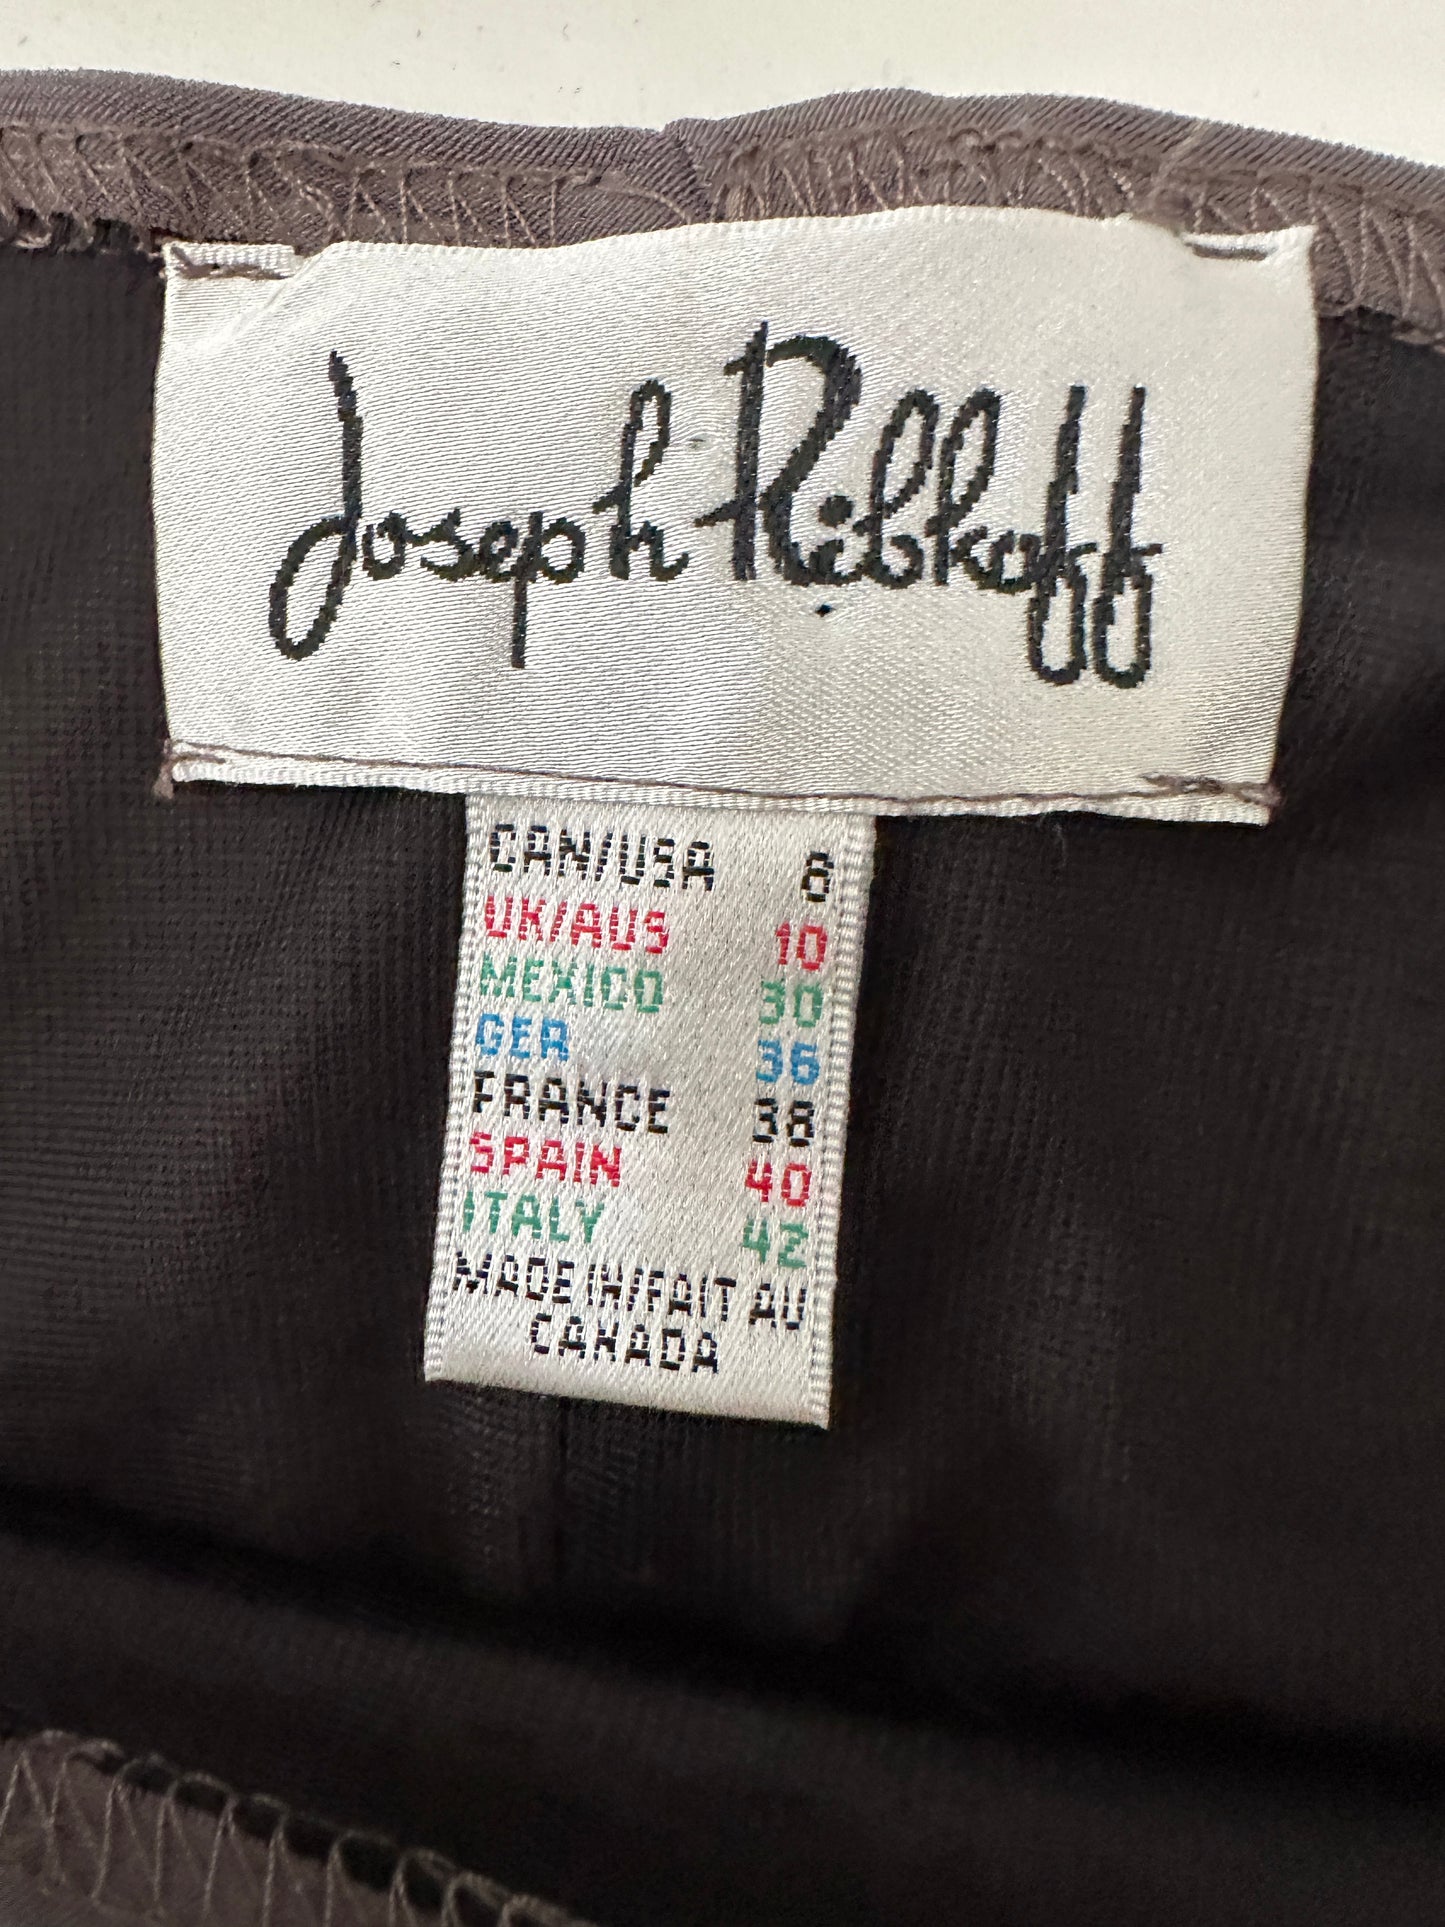 Joseph Ribkoff
CAN/USA 8
UK/AUS 10
MEXICO 30
GER 36
FRANCE 38
SPAIN 40
ITALY 42
MADE IN/FAIT AU
CANADA